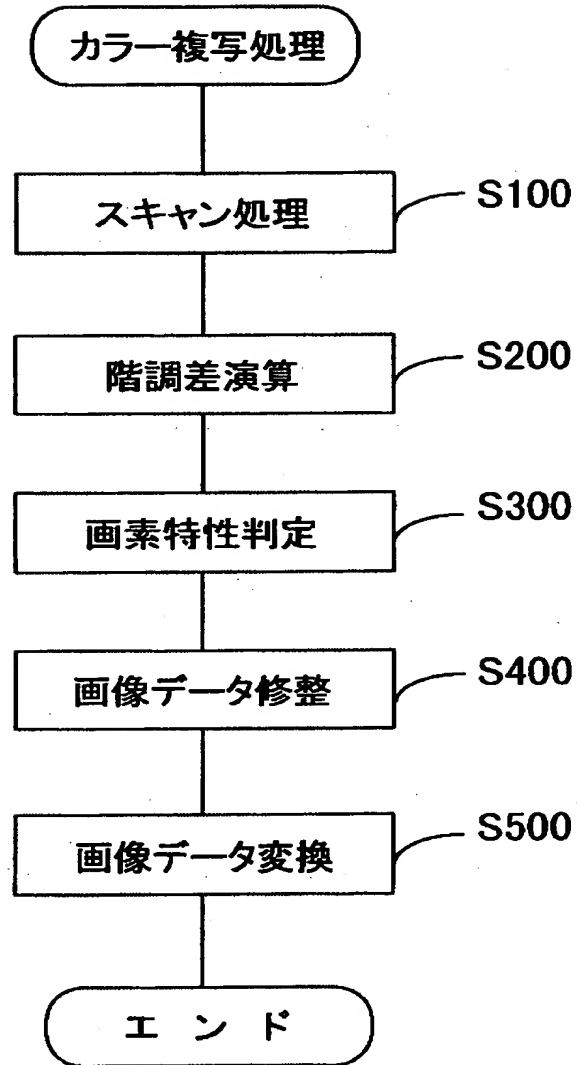 カラー複写処理
スキャン処理
S100
階調差演算
S200
画素特性判定
S300
画像データ修整
S400
画像データ変換
S500
エンド